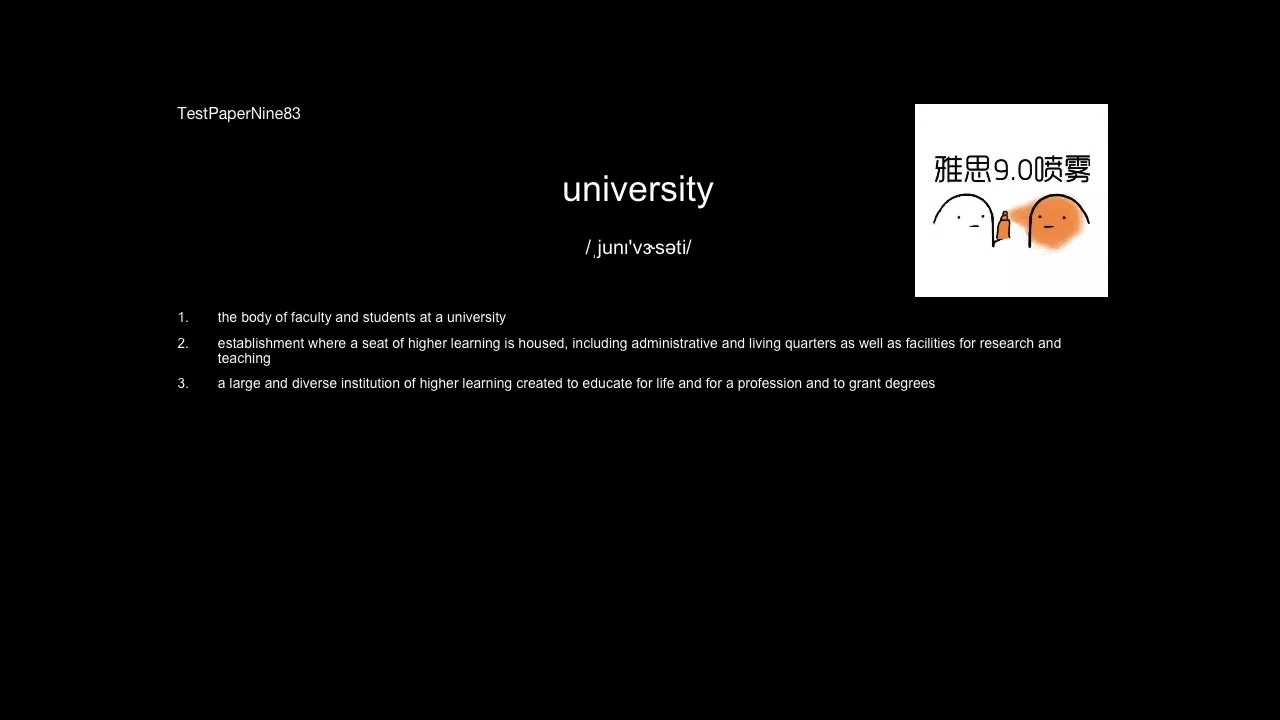 TestPaperNine83
雅思9.0喷雾
university
/ˌjunɪ'vɝsəti/
1. the body of faculty and students at a university
2. establishment where a seat of higher learning is housed, including administrative and living quarters as well as facilities for research and
teaching
3. a large and diverse institution of higher learning created to educate for life and for a profession and to grant degrees